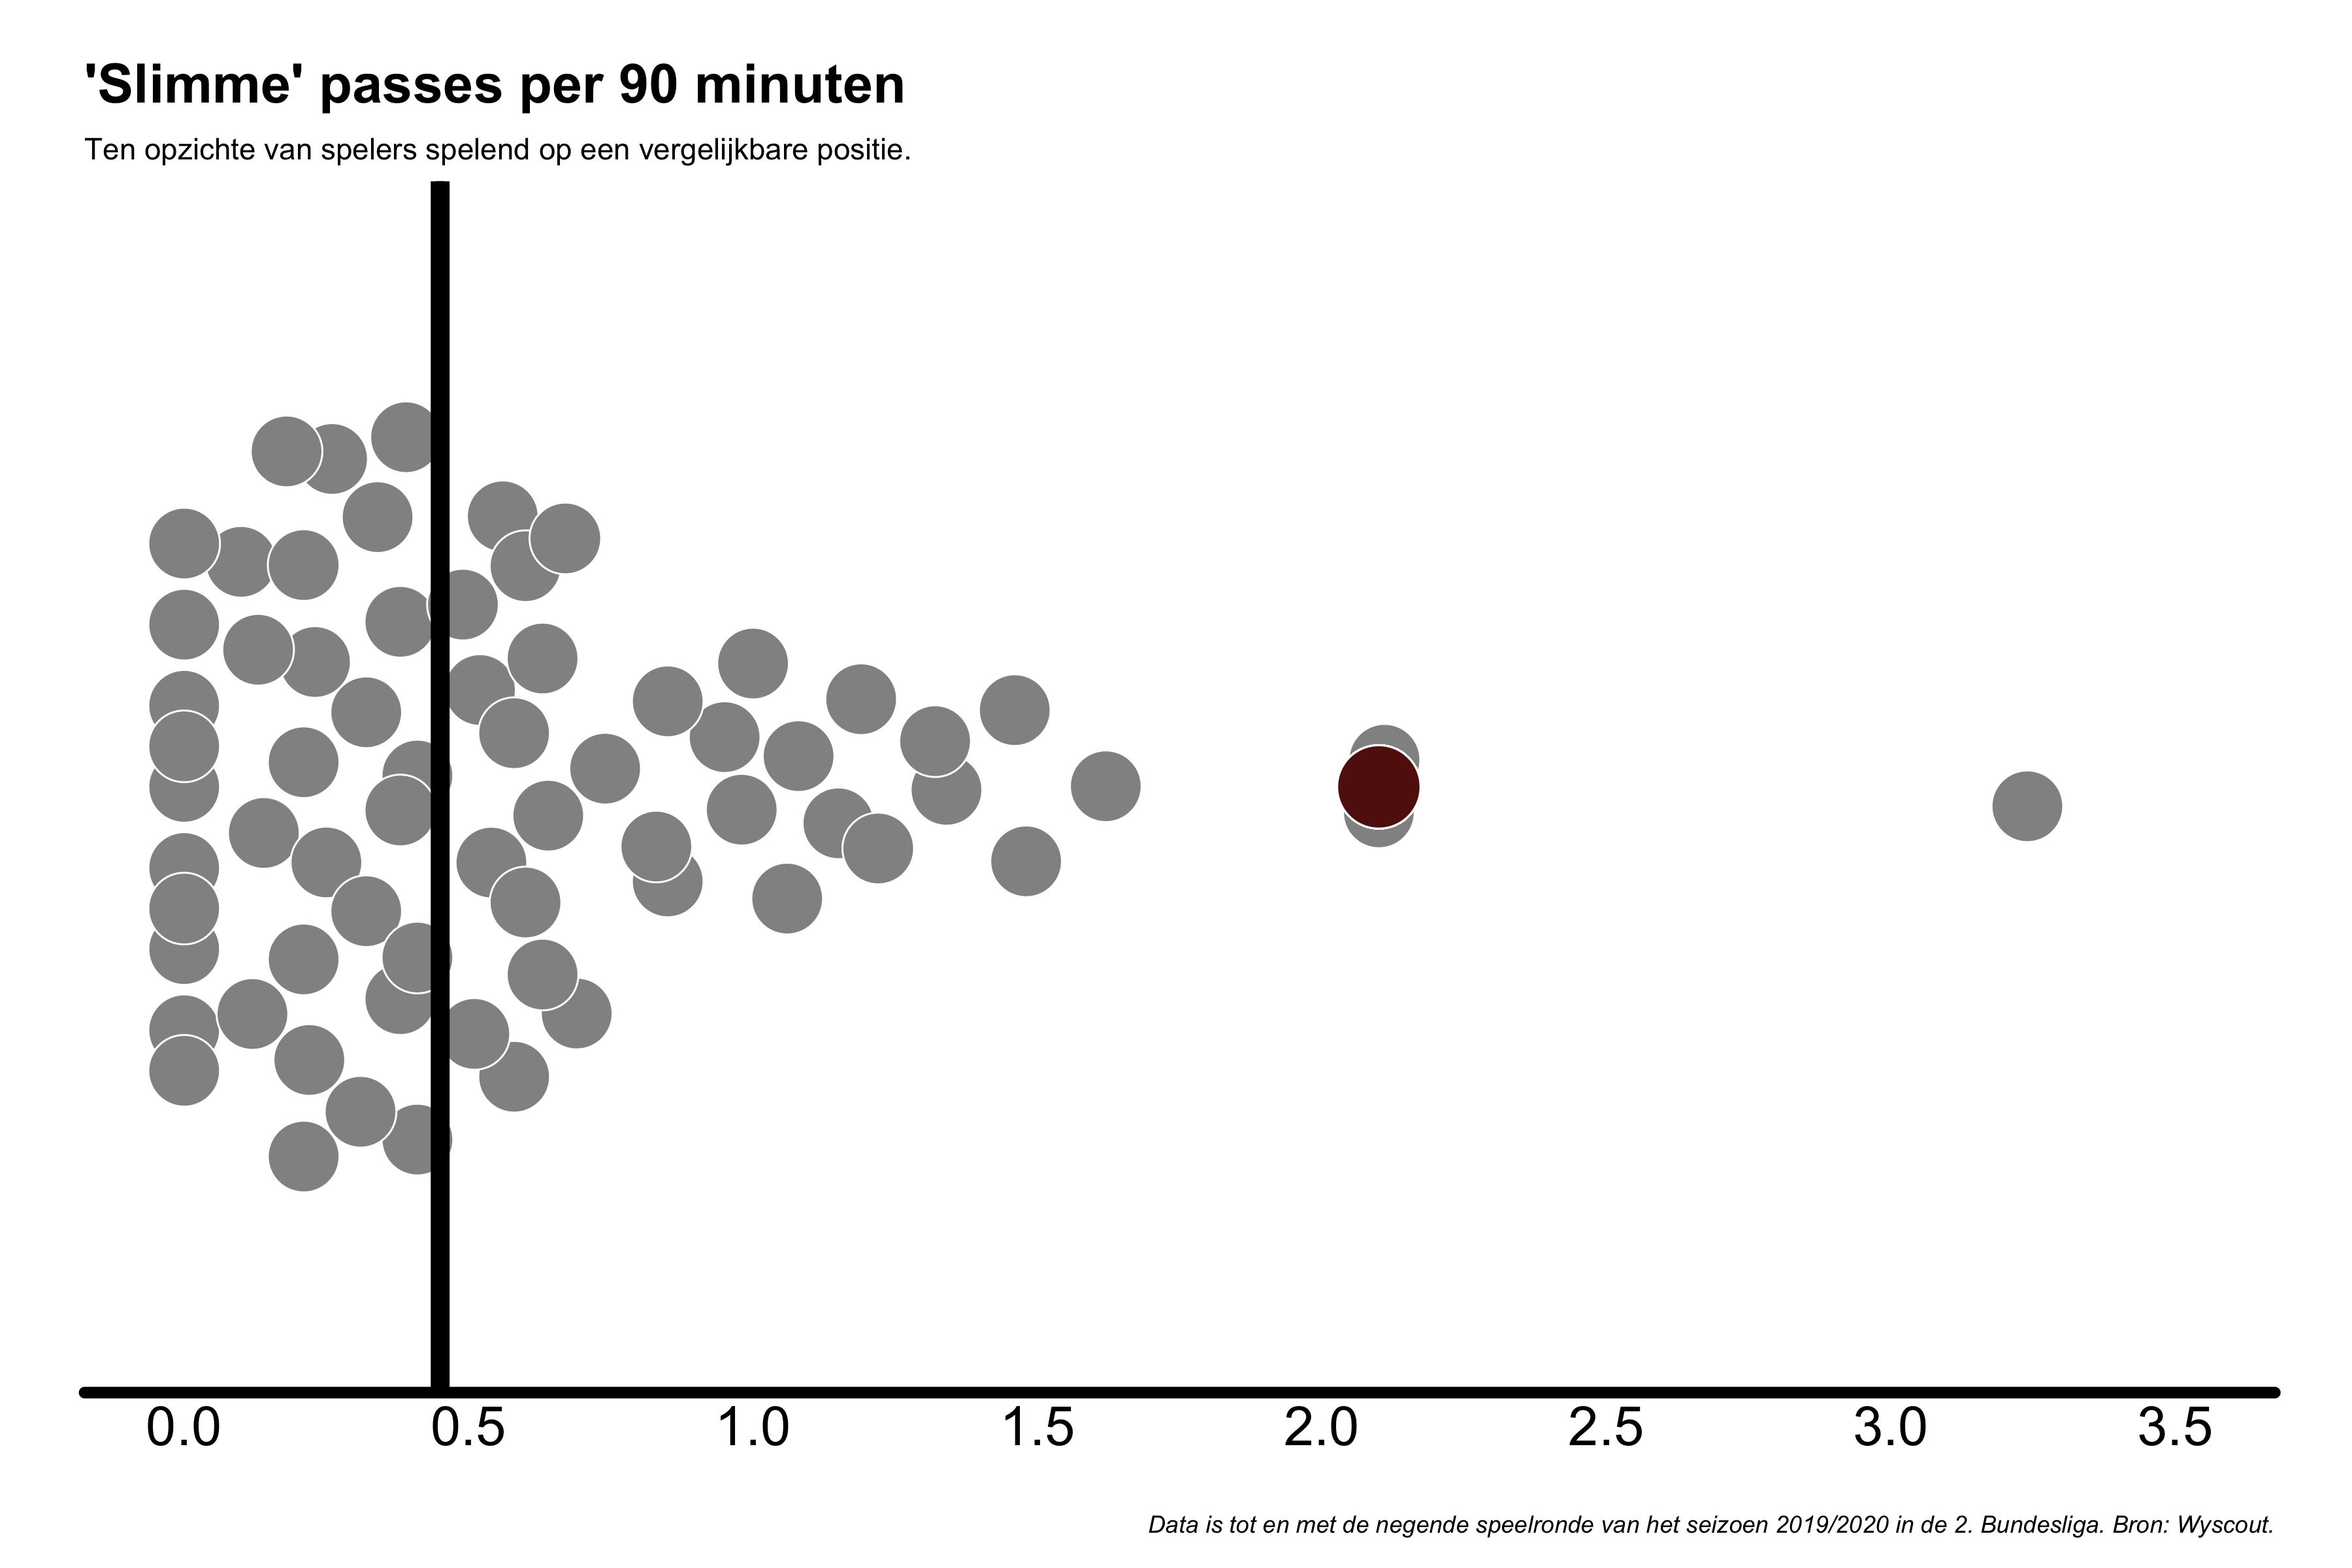 'Slimme' passes per 90 minuten
Ten opzichte van spelers spelend op een vergelijkbare positie.
0.0 0.5 1.0 1.5 2.0 2.5 3.0 3.5
Data is tot en met de negende speelronde van het seizoen 2019/2020 in de 2. Bundesliga. Bron: Wyscout.